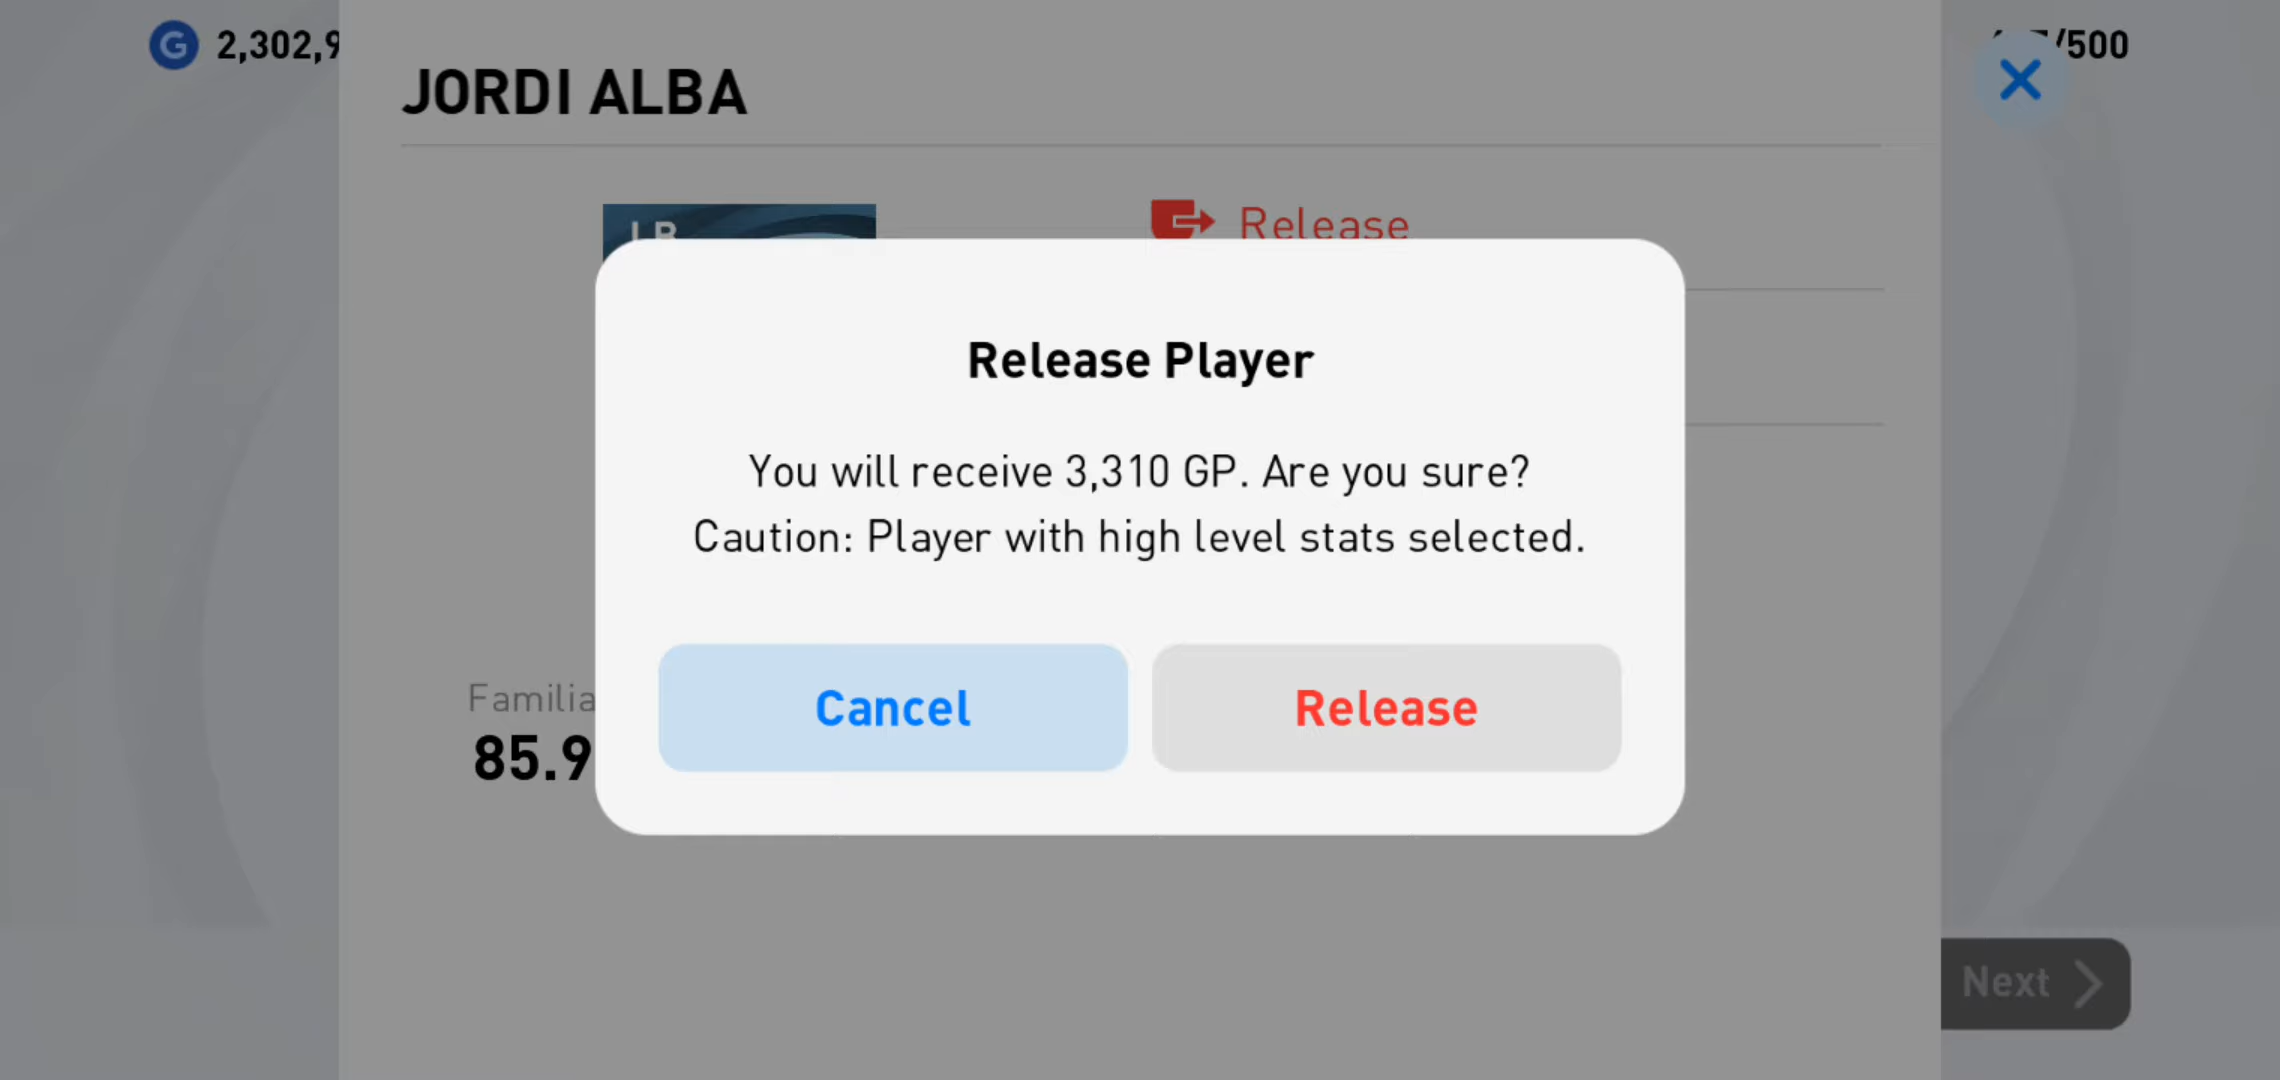 G 2,302,9
/500
JORDI ALBA
LB
Release
Release Player
You will receive 3,310 GP. Are you sure?
Caution: Player with high level stats selected.
Cancel
Release
Familia
85.9
Next